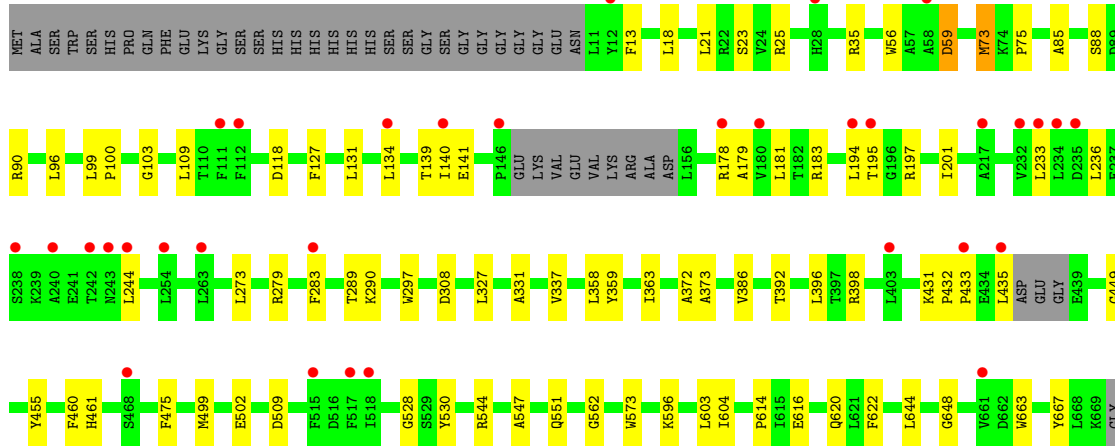 MET ALA SER TRP SER HIS PRO GLN PHE GLU LYS GLY SER SER HIS HIS HIS HIS HIS HIS SER SER GLY SER GLY GLY GLY GLY GLU ASN L11 Y12 F13 L18 L21 R22 S23 V24 R25 H28 R35 W56 A57 A58 D59 M73 K74 P75 A85 S88
R90 L96 L99 P100 G103 L109 T110 F111 F112 D118 F127 L131 L134 T139 I140 E141 P146 GLU LYS VAL GLU VAL LYS ARG ALA ASP L156 R178 A179 V180 L181 T182 R183 L194 T195 G196 R197 I201 A217 V232 L233 L234 D235 L236
S238 K239 A240 E241 T242 N243 L244 L254 L263 L273 R279 F283 T289 K290 W297 D308 L327 A331 V337 L358 Y359 I363 A372 A373 V386 T392 L396 T397 R398 L403 K431 P432 P433 E434 L435 ASP GLU GLY E439
Y455 F460 H461 S468 F475 M499 E502 D509 F515 D516 F517 I518 G528 S529 Y530 R544 A547 Q551 G562 W573 K596 L603 I604 P614 I615 E616 Q620 L621 F622 L644 G648 V661 D662 W663 Y667 L668 K669